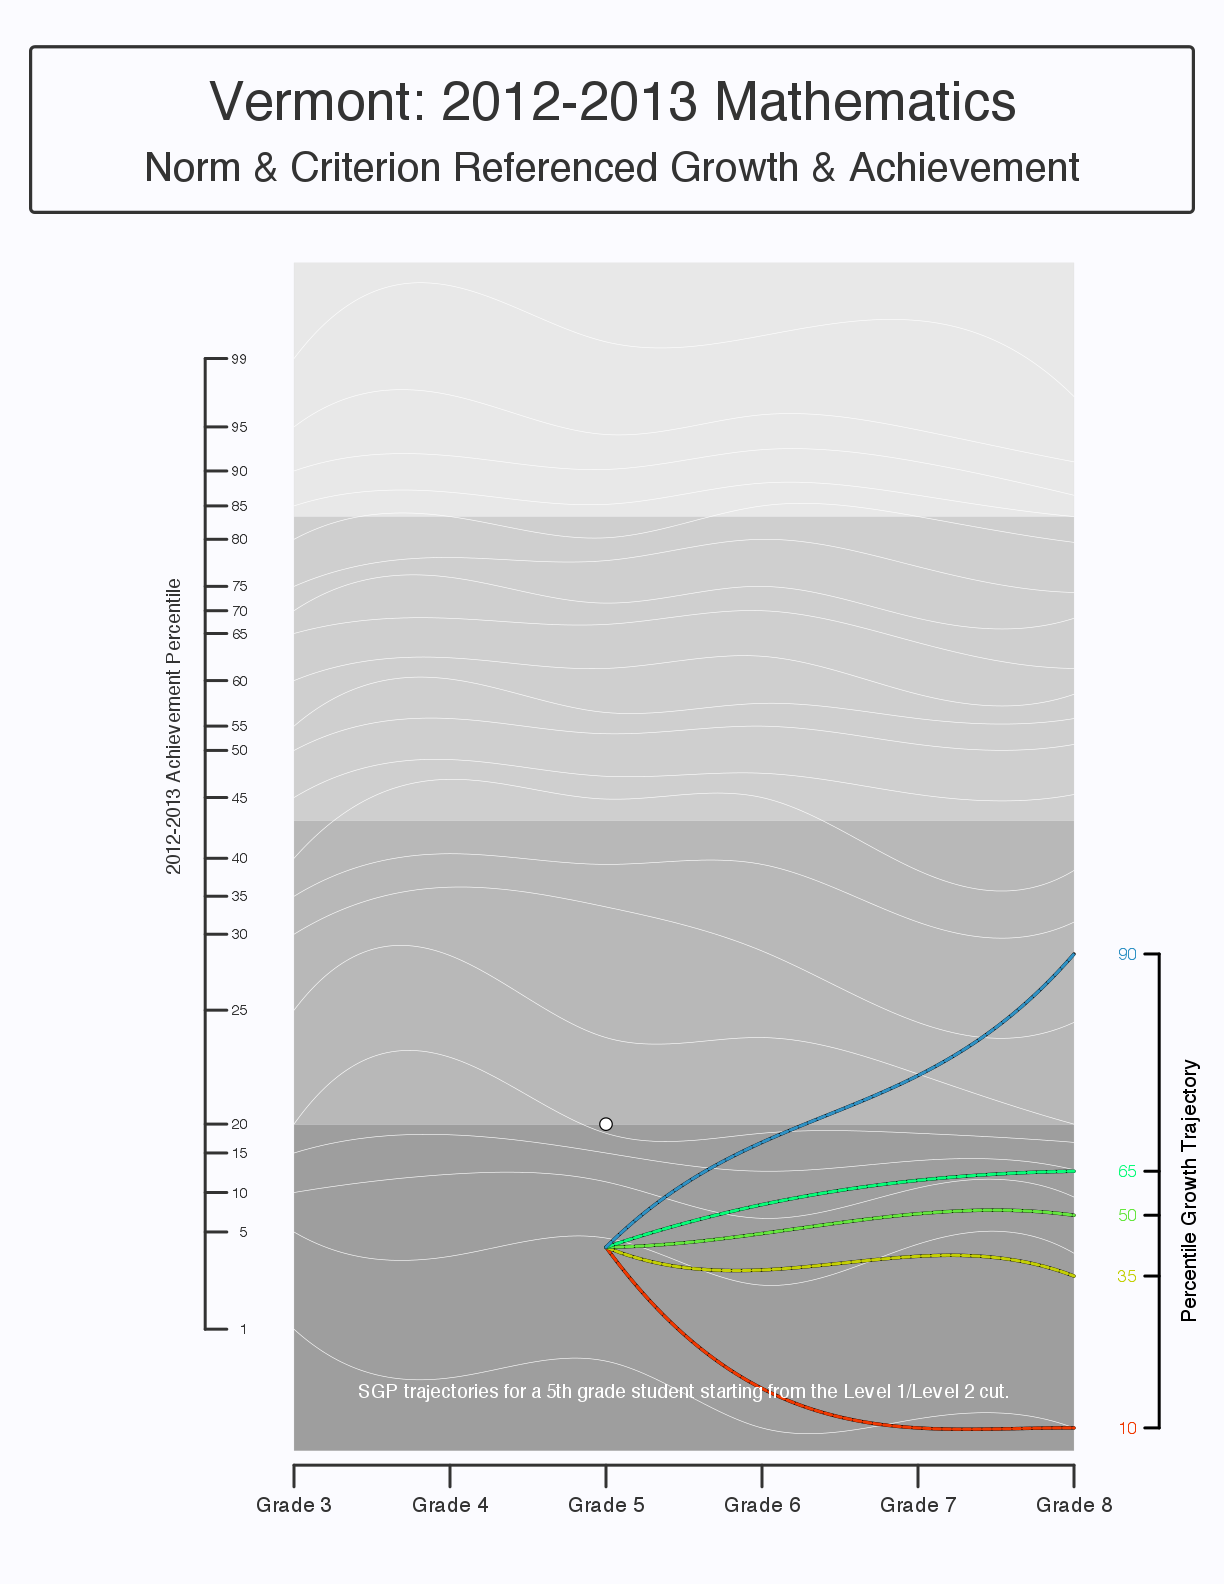 Vermont: 2012-2013 Mathematics
Norm & Criterion Referenced Growth & Achievement
2012-2013 Achievement Percentile
99
95
90
85
80
75
70
65
60
55
50
45
40
35
30
25
20
15
10
5
1
90
65
50
35
10
Percentile Growth Trajectory
SGP trajectories for a 5th grade student starting from the Level 1/Level 2 cut.
Grade 3
Grade 4
Grade 5
Grade 6
Grade 7
Grade 8